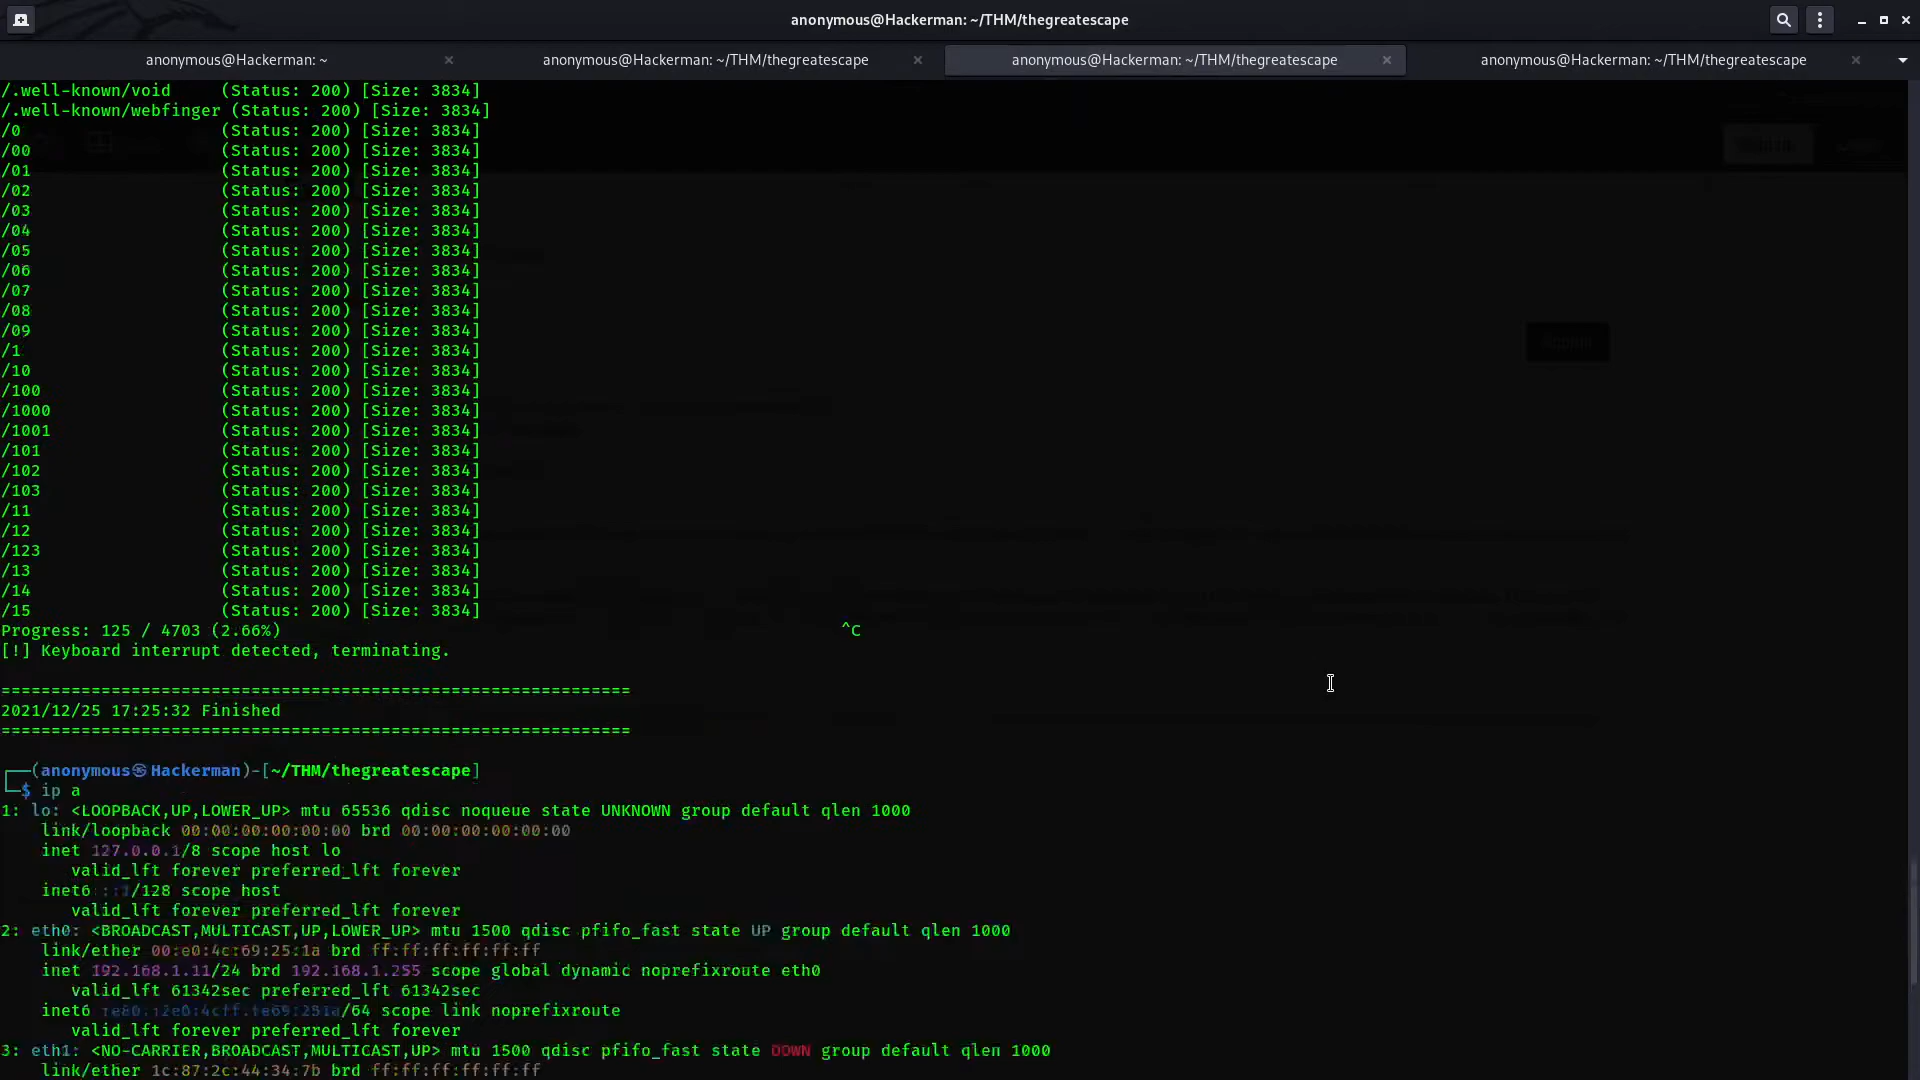 anonymous@Hackerman: ~/THM/thegreatescape
anonymous@Hackerman: ~
anonymous@Hackerman: ~/THM/thegreatescape
anonymous@Hackerman: ~/THM/thegreatescape
anonymous@Hackerman: ~/THM/thegreatescape
/.well-known/void     (Status: 200) [Size: 3834]
/.well-known/webfinger (Status: 200) [Size: 3834]
/0                    (Status: 200) [Size: 3834]
/00                   (Status: 200) [Size: 3834]
/01                   (Status: 200) [Size: 3834]
/02                   (Status: 200) [Size: 3834]
/03                   (Status: 200) [Size: 3834]
/04                   (Status: 200) [Size: 3834]
/05                   (Status: 200) [Size: 3834]
/06                   (Status: 200) [Size: 3834]
/07                   (Status: 200) [Size: 3834]
/08                   (Status: 200) [Size: 3834]
/09                   (Status: 200) [Size: 3834]
/1                    (Status: 200) [Size: 3834]
/10                   (Status: 200) [Size: 3834]
/100                  (Status: 200) [Size: 3834]
/1000                 (Status: 200) [Size: 3834]
/1001                 (Status: 200) [Size: 3834]
/101                  (Status: 200) [Size: 3834]
/102                  (Status: 200) [Size: 3834]
/103                  (Status: 200) [Size: 3834]
/11                   (Status: 200) [Size: 3834]
/12                   (Status: 200) [Size: 3834]
/123                  (Status: 200) [Size: 3834]
/13                   (Status: 200) [Size: 3834]
/14                   (Status: 200) [Size: 3834]
/15                   (Status: 200) [Size: 3834]
Progress: 125 / 4703 (2.66%) ^C
[!] Keyboard interrupt detected, terminating.
===============================================================
2021/12/25 17:25:32 Finished
===============================================================
┌──(anonymous㉿Hackerman)-[~/THM/thegreatescape]
└─$ ip a
1: lo: <LOOPBACK,UP,LOWER_UP> mtu 65536 qdisc noqueue state UNKNOWN group default qlen 1000
link/loopback 00:00:00:00:00:00 brd 00:00:00:00:00:00
inet 127.0.0.1/8 scope host lo
valid_lft forever preferred_lft forever
inet6 ::1/128 scope host
valid_lft forever preferred_lft forever
2: eth0: <BROADCAST,MULTICAST,UP,LOWER_UP> mtu 1500 qdisc pfifo_fast state UP group default qlen 1000
link/ether 00:e0:4c:69:25:1a brd ff:ff:ff:ff:ff:ff
inet 192.168.1.11/24 brd 192.168.1.255 scope global dynamic noprefixroute eth0
valid_lft 61342sec preferred_lft 61342sec
inet6 fe80::2e0:4cff:fe69:251a/64 scope link noprefixroute
valid_lft forever preferred_lft forever
3: eth1: <NO-CARRIER,BROADCAST,MULTICAST,UP> mtu 1500 qdisc pfifo_fast state DOWN group default qlen 1000
link/ether 1c:87:2c:44:34:7b brd ff:ff:ff:ff:ff:ff